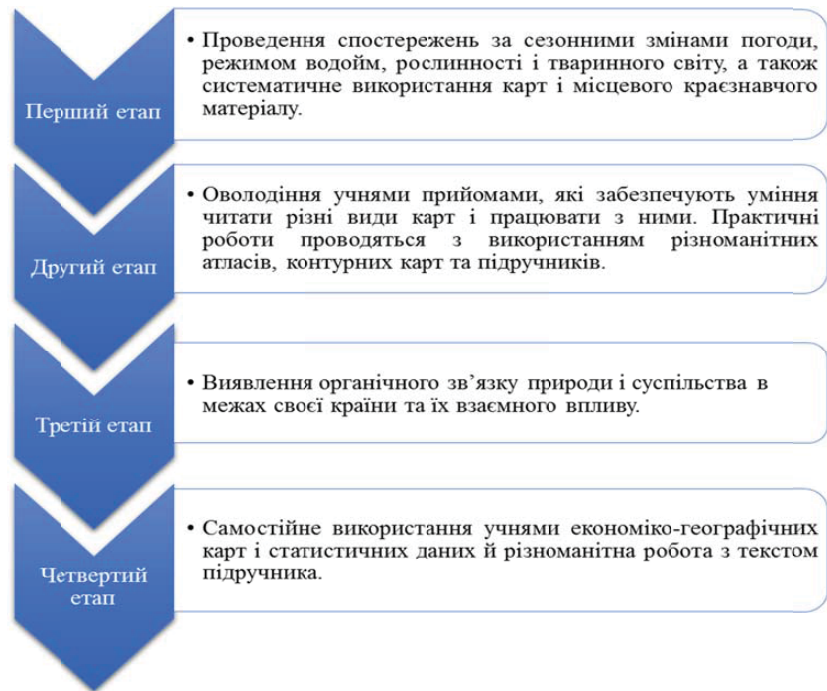 Перший етап
• Проведення спостережень за сезонними змінами погоди,
режимом водойм, рослинності і тваринного світу, а також
систематичне використання карт і місцевого краєзнавчого
матеріалу.
Другий етап
• Оволодіння учнями прийомами, які забезпечують уміння
читати різні види карт і працювати з ними. Практичні
роботи проводяться з використанням різноманітних
атласів, контурних карт та підручників.
Третій етап
• Виявлення органічного зв’язку природи і суспільства в
межах своєї країни та їх взаємного впливу.
Четвертий
етап
• Самостійне використання учнями економіко-географічних
карт і статистичних даних й різноманітна робота з текстом
підручника.